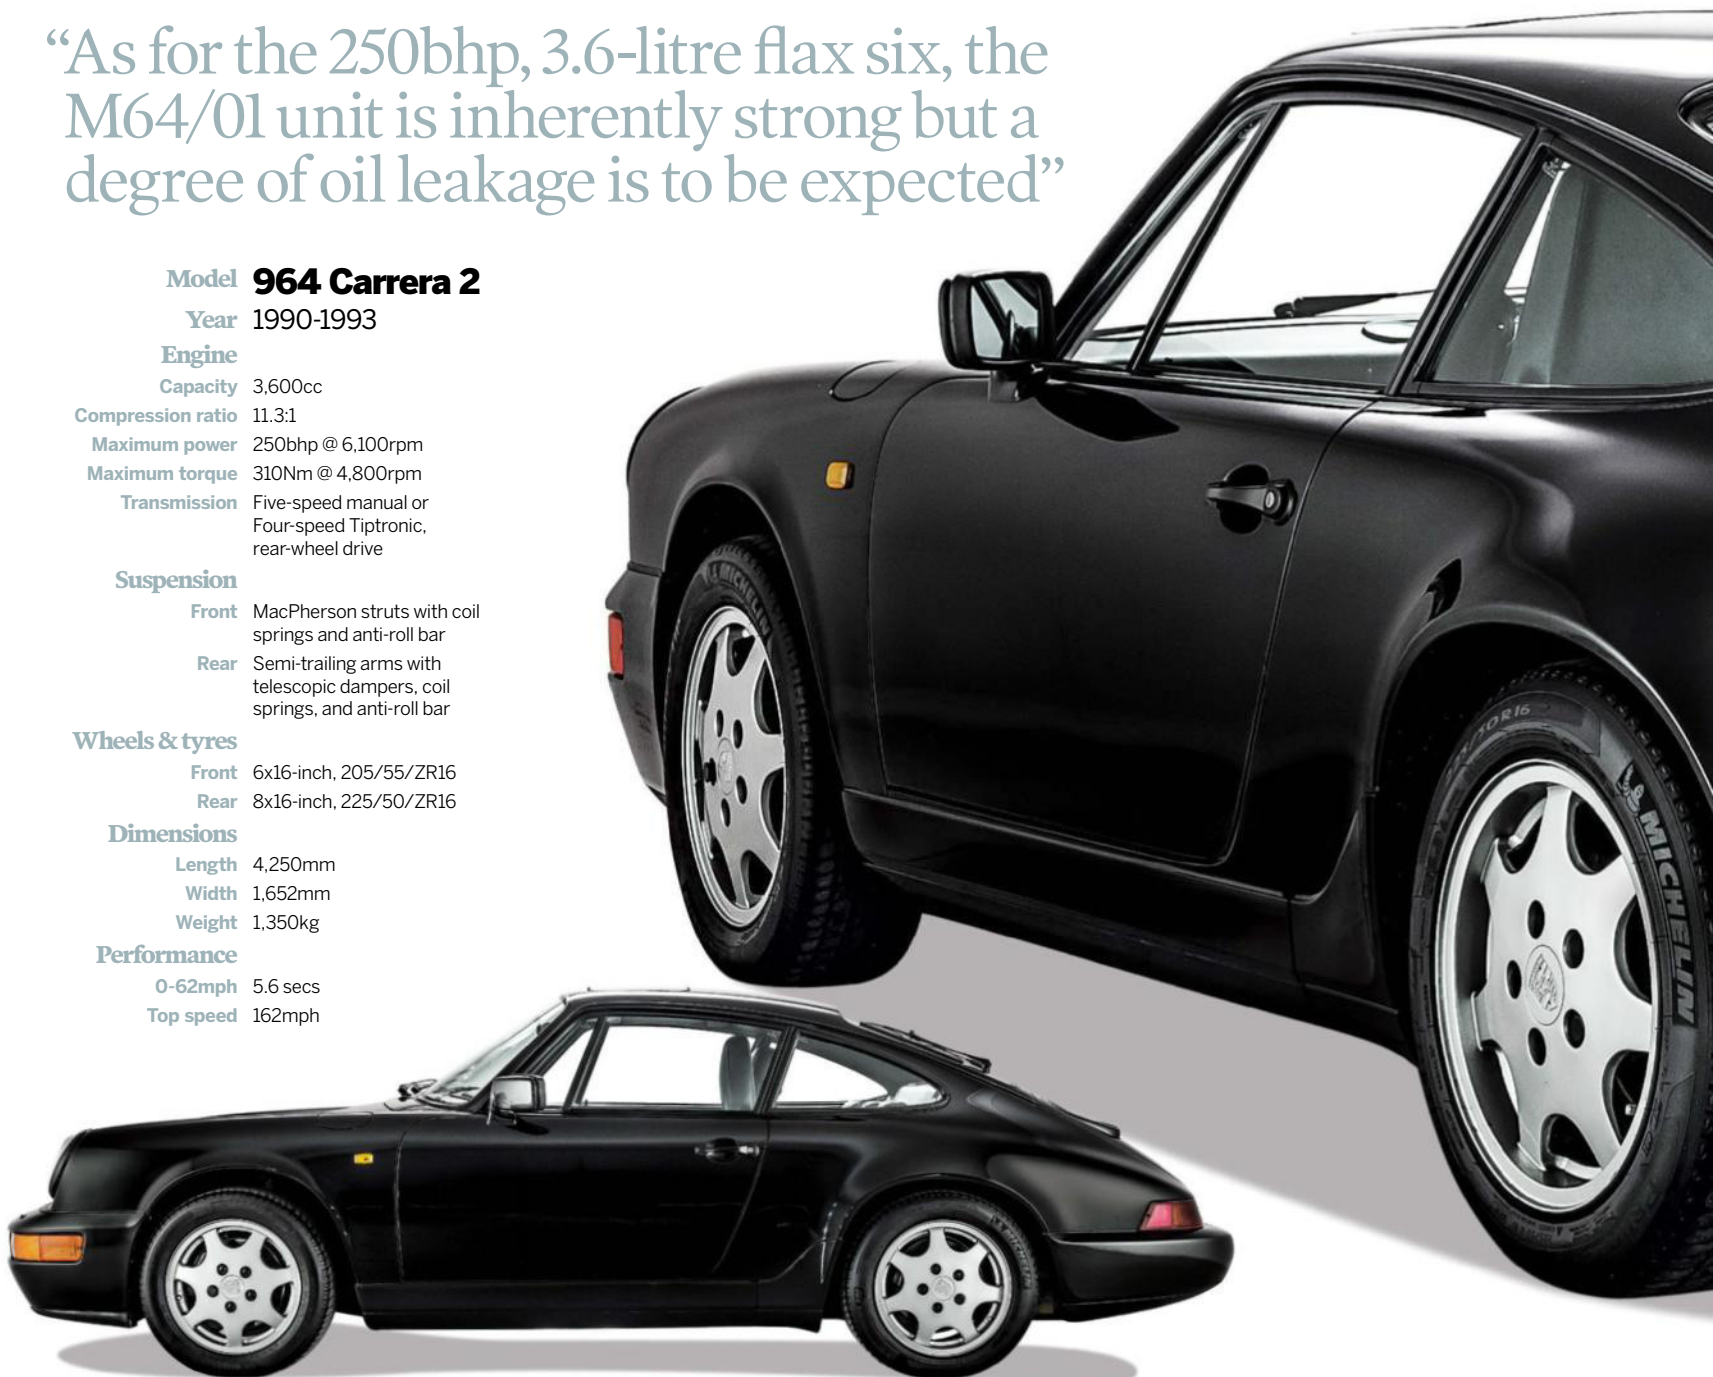 “As for the 250bhp, 3.6-litre flax six, the
M64/01 unit is inherently strong but a
degree of oil leakage is to be expected”
Model 964 Carrera 2
Year 1990-1993
Engine
Capacity 3,600cc
Compression ratio 11.3:1
Maximum power 250bhp @ 6,100rpm
Maximum torque 310Nm @ 4,800rpm
Transmission Five-speed manual or
Four-speed Tiptronic,
rear-wheel drive
Suspension
Front MacPherson struts with coil
springs and anti-roll bar
Rear Semi-trailing arms with
telescopic dampers, coil
springs, and anti-roll bar
Wheels & tyres
Front 6x16-inch, 205/55/ZR16
Rear 8x16-inch, 225/50/ZR16
Dimensions
Length 4,250mm
Width 1,652mm
Weight 1,350kg
Performance
0-62mph 5.6 secs
Top speed 162mph
MICHELIN
R16
MICHELIN